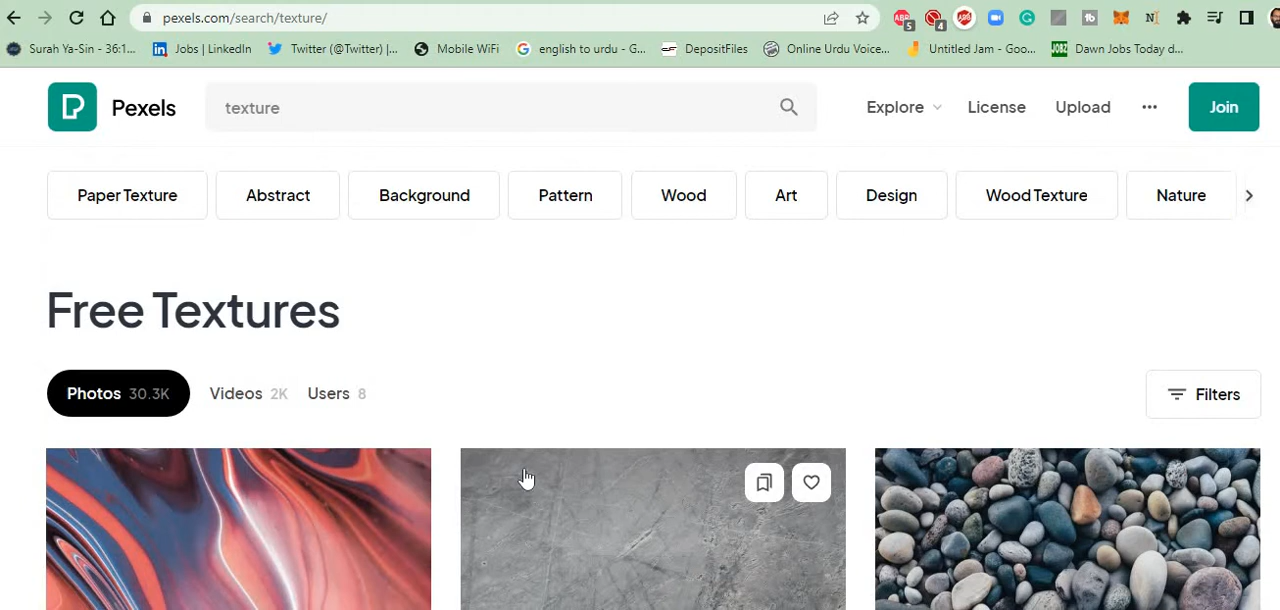 pexels.com/search/texture/
5
4
Surah Ya-Sin - 36:1...
Jobs | LinkedIn
Twitter (@Twitter) |...
Mobile WiFi
english to urdu - G...
DepositFiles
Online Urdu Voice...
Untitled Jam - Goo...
Dawn Jobs Today d...
Pexels
texture
Explore
License
Upload
Join
Paper Texture
Abstract
Background
Pattern
Wood
Art
Design
Wood Texture
Nature
Free Textures
Photos 30.3K
Videos 2K
Users 8
Filters